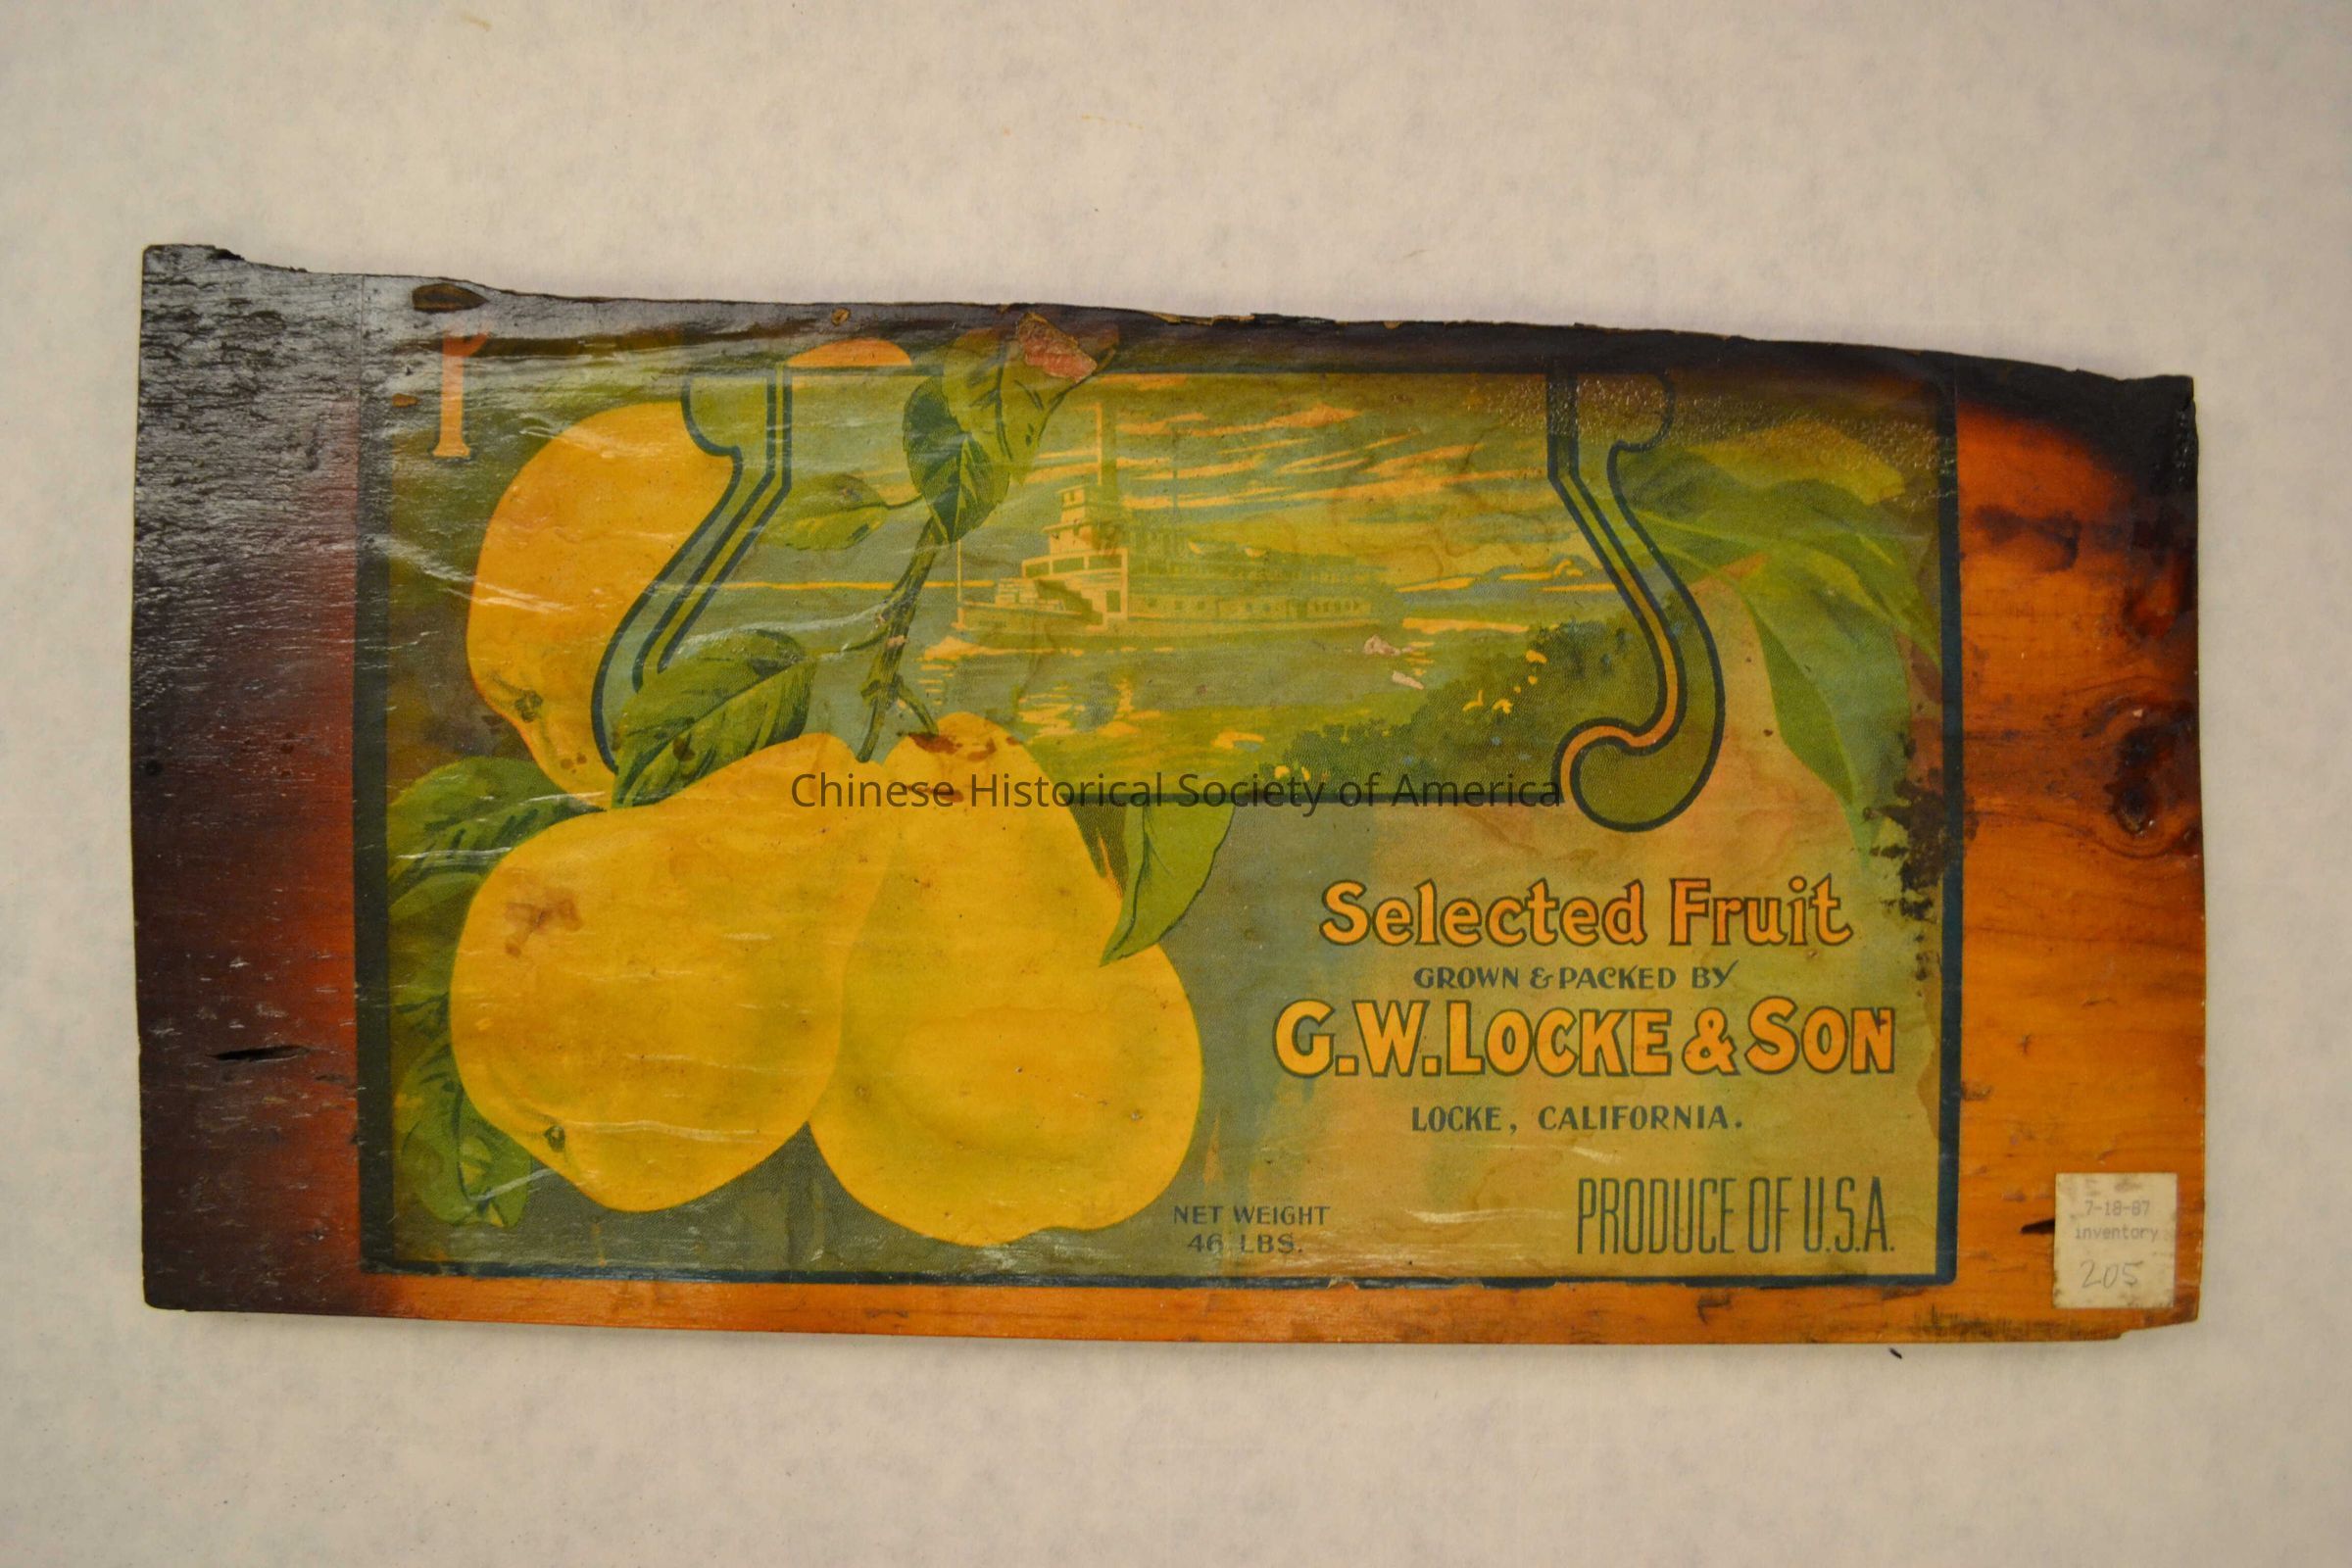 Chinese Historical Society of America
Selected Fruit
GROWN & PACKED BY
G.W. LOCKE & SON
LOCKE, CALIFORNIA.
NET WEIGHT
46 LBS.
PRODUCE OF U.S.A.
7-18-87
inventory
205